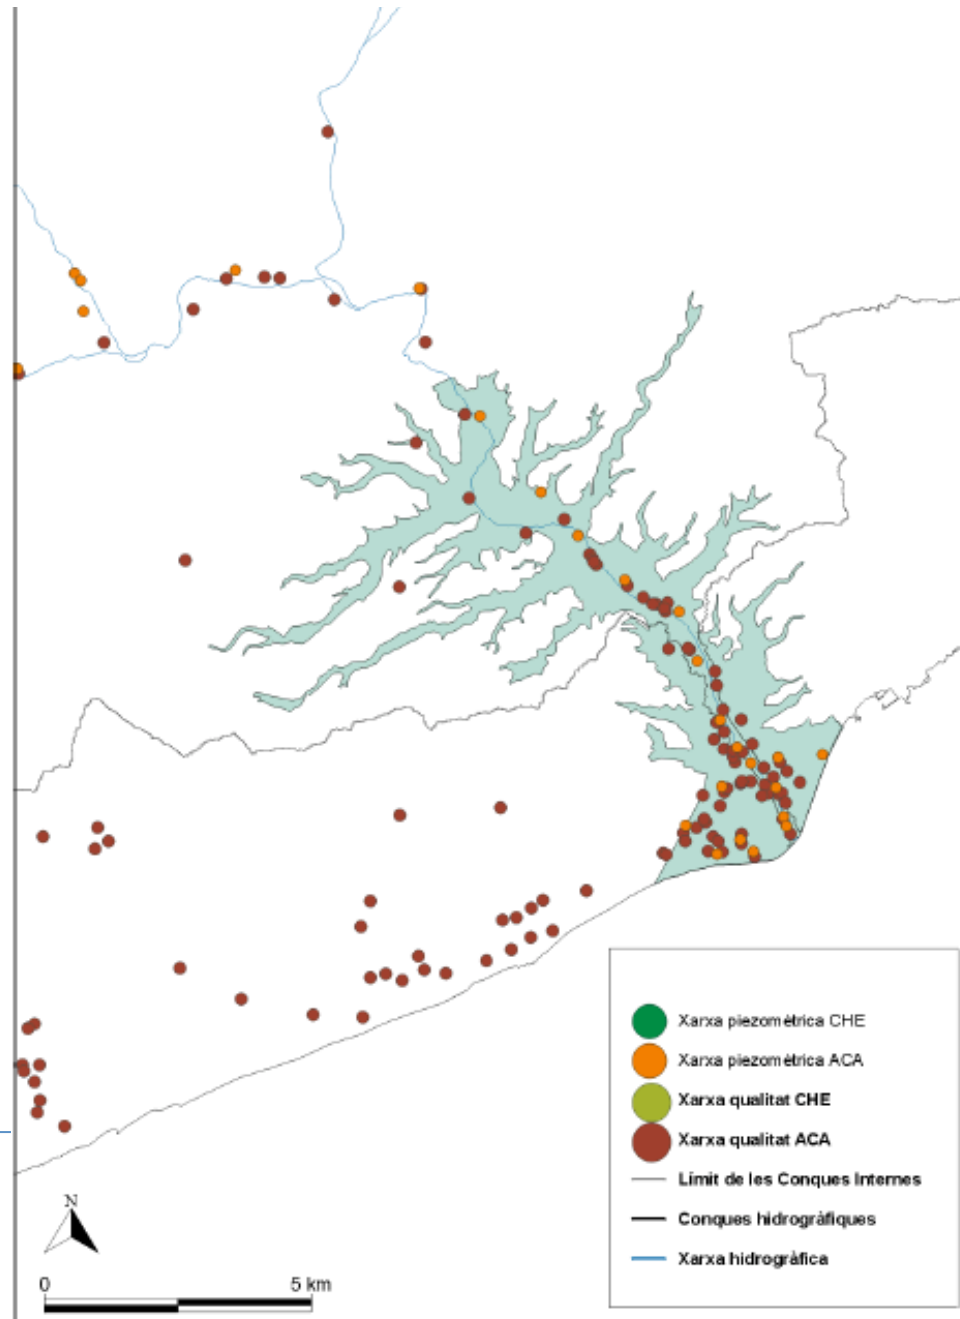 Xarxa piezomètrica CHE
Xarxa piezomètrica ACA
Xarxa qualitat CHE
Xarxa qualitat ACA
Límit de les Conques Internes
Conques hidrogràfiques
Xarxa hidrogràfica
N
0 5 km